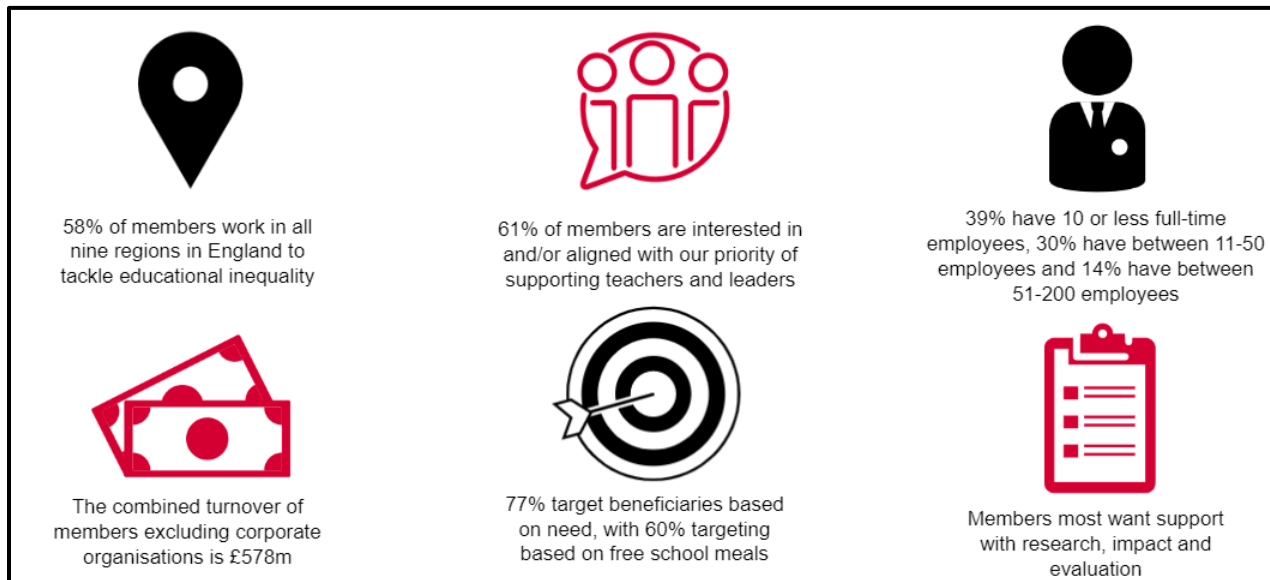 58% of members work in all
nine regions in England to
tackle educational inequality
61% of members are interested in
and/or aligned with our priority of
supporting teachers and leaders
39% have 10 or less full-time
employees, 30% have between 11-50
employees and 14% have between
51-200 employees
The combined turnover of
members excluding corporate
organisations is £578m
77% target beneficiaries based
on need, with 60% targeting
based on free school meals
Members most want support
with research, impact and
evaluation